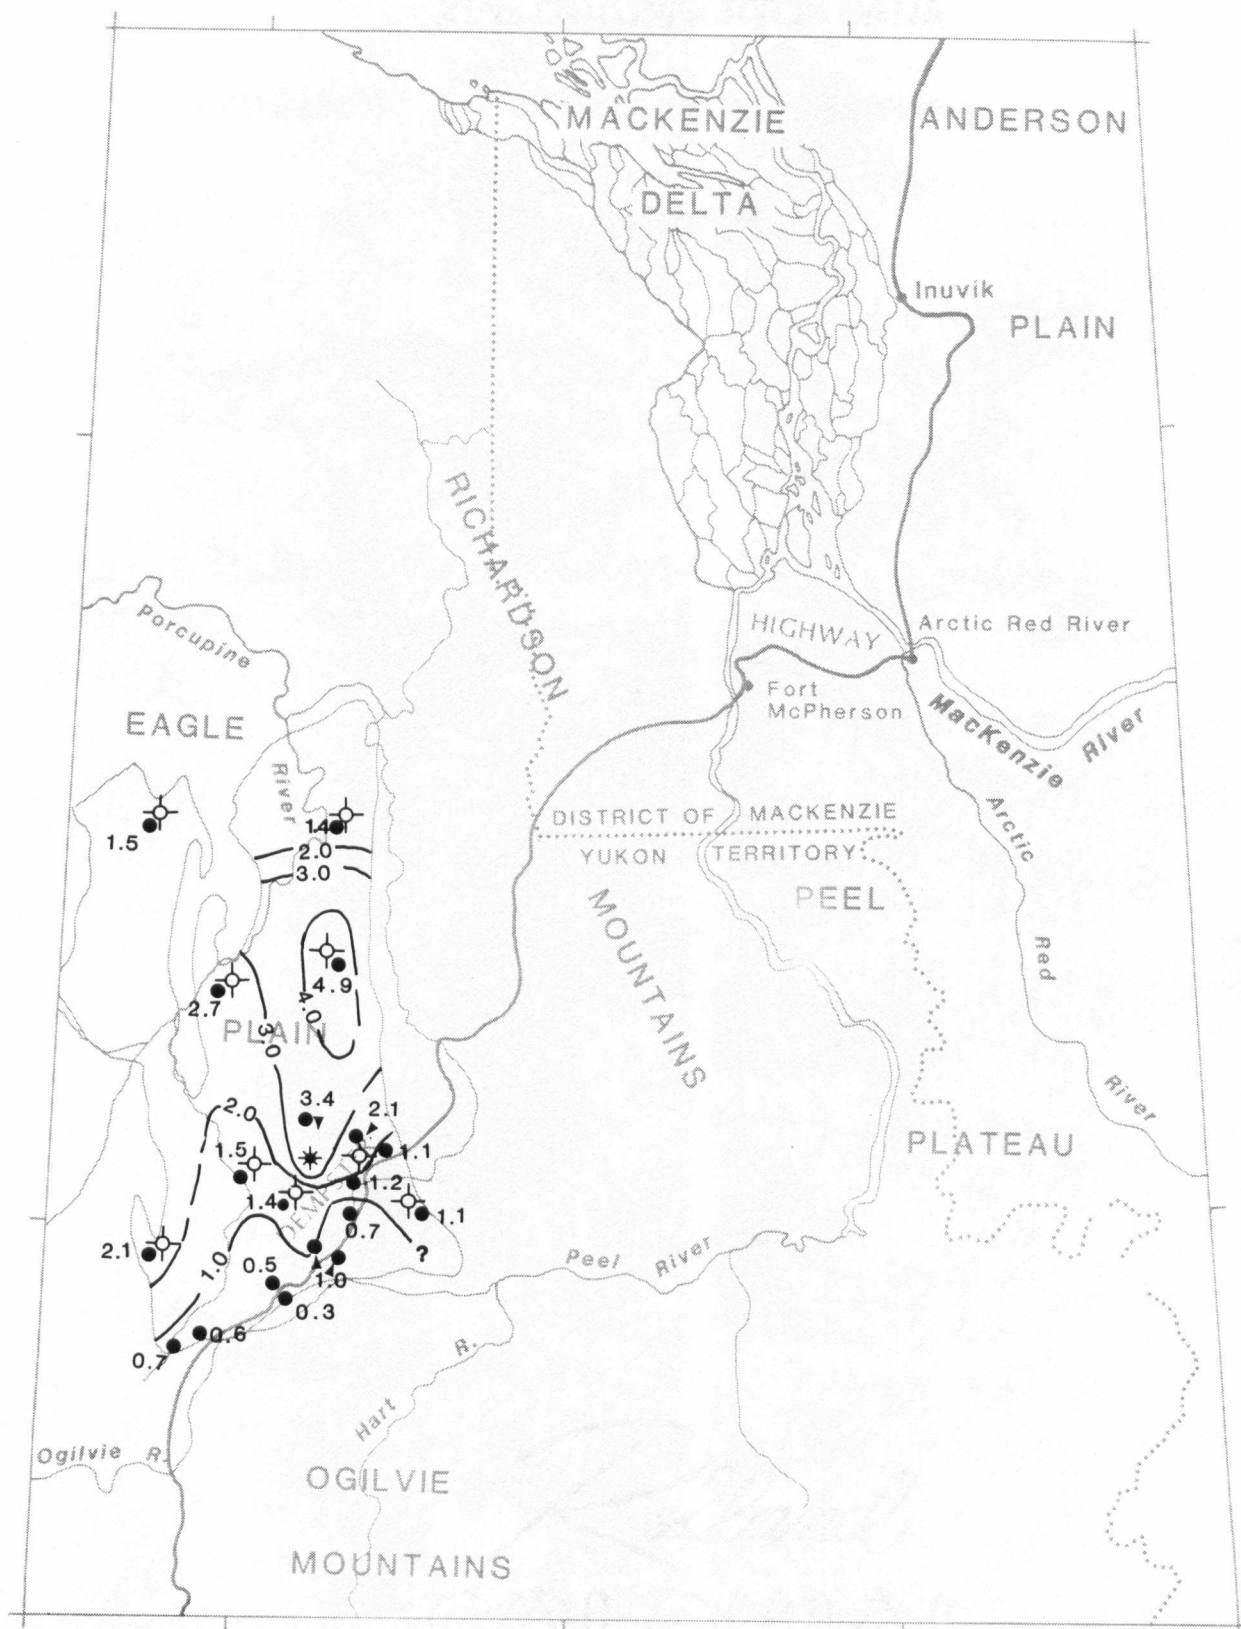 MACKENZIE
ANDERSON
DELTA
Inuvik
PLAIN
RICHARDSON
Porcupine
HIGHWAY
Arctic Red River
Fort
McPherson
MacKenzie
River
EAGLE
River
1.5
1.4
2.0
3.0
DISTRICT OF MACKENZIE
YUKON TERRITORY
Arctic
Red
River
MOUNTAINS
PEEL
PLATEAU
4.9
4.0
2.7
PLAIN
3.0
3.4
2.1
2.0
1.1
1.5
1.2
1.4
0.7
1.1
2.1
1.0
?
0.5
1.0
0.3
0.6
0.7
Peel River
Hart R.
Ogilvie R.
OGILVIE
MOUNTAINS